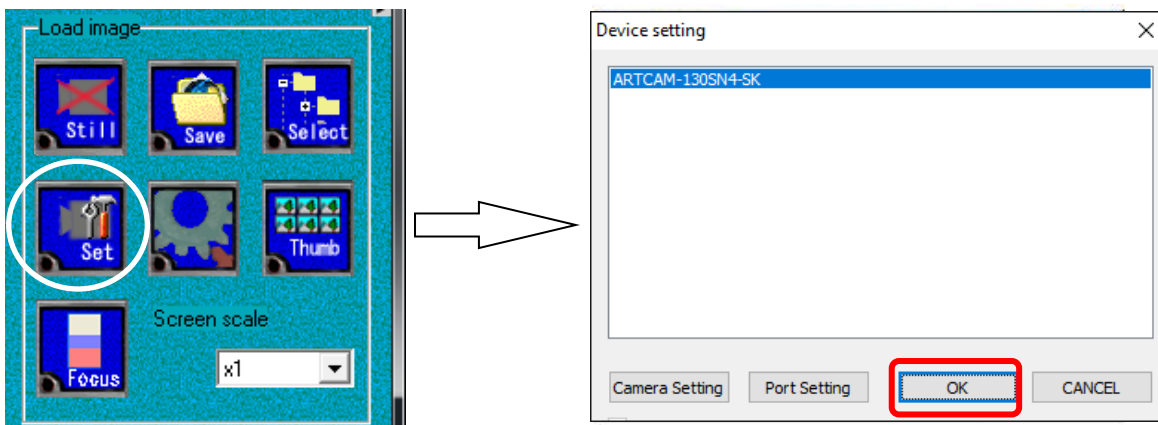 Load image
Still
Save
Select
Set
Thumb
Focus
Screen scale
x1
Device setting
ARTCAM-130SN4-SK
Camera Setting
Port Setting
OK
CANCEL